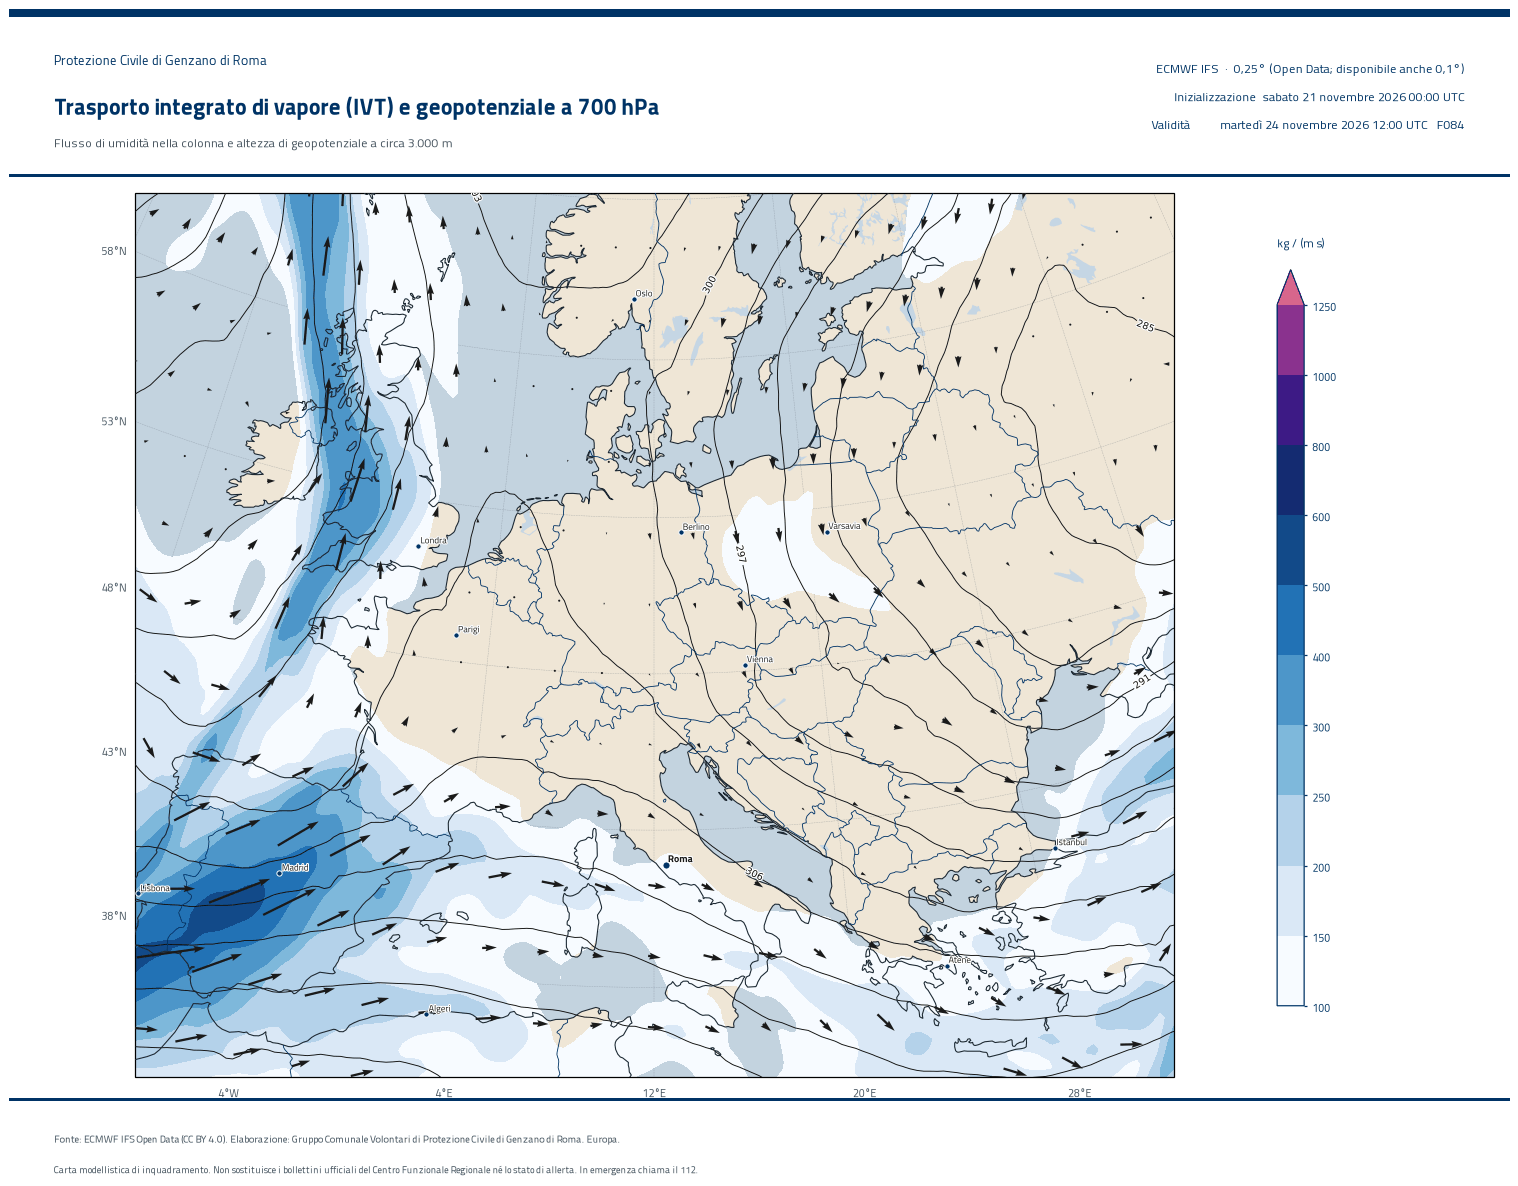 Protezione Civile di Genzano di Roma
Trasporto integrato di vapore (IVT) e geopotenziale a 700 hPa
Flusso di umidità nella colonna e altezza di geopotenziale a circa 3.000 m
ECMWF IFS · 0,25° (Open Data; disponibile anche 0,1°)
Inizializzazione sabato 21 novembre 2026 00:00 UTC
Validità martedì 24 novembre 2026 12:00 UTC F084
kg / (m s)
1250
1000
800
600
500
400
300
250
200
150
100
58°N
53°N
48°N
43°N
38°N
4°W
4°E
12°E
20°E
28°E
300
285
297
291
306
Oslo
Berlino
Varsavia
Londra
Parigi
Vienna
Madrid
Lisbona
Roma
Istanbul
Atene
Algeri
Fonte: ECMWF IFS Open Data (CC BY 4.0). Elaborazione: Gruppo Comunale Volontari di Protezione Civile di Genzano di Roma. Europa.
Carta modellistica di inquadramento. Non sostituisce i bollettini ufficiali del Centro Funzionale Regionale né lo stato di allerta. In emergenza chiama il 112.